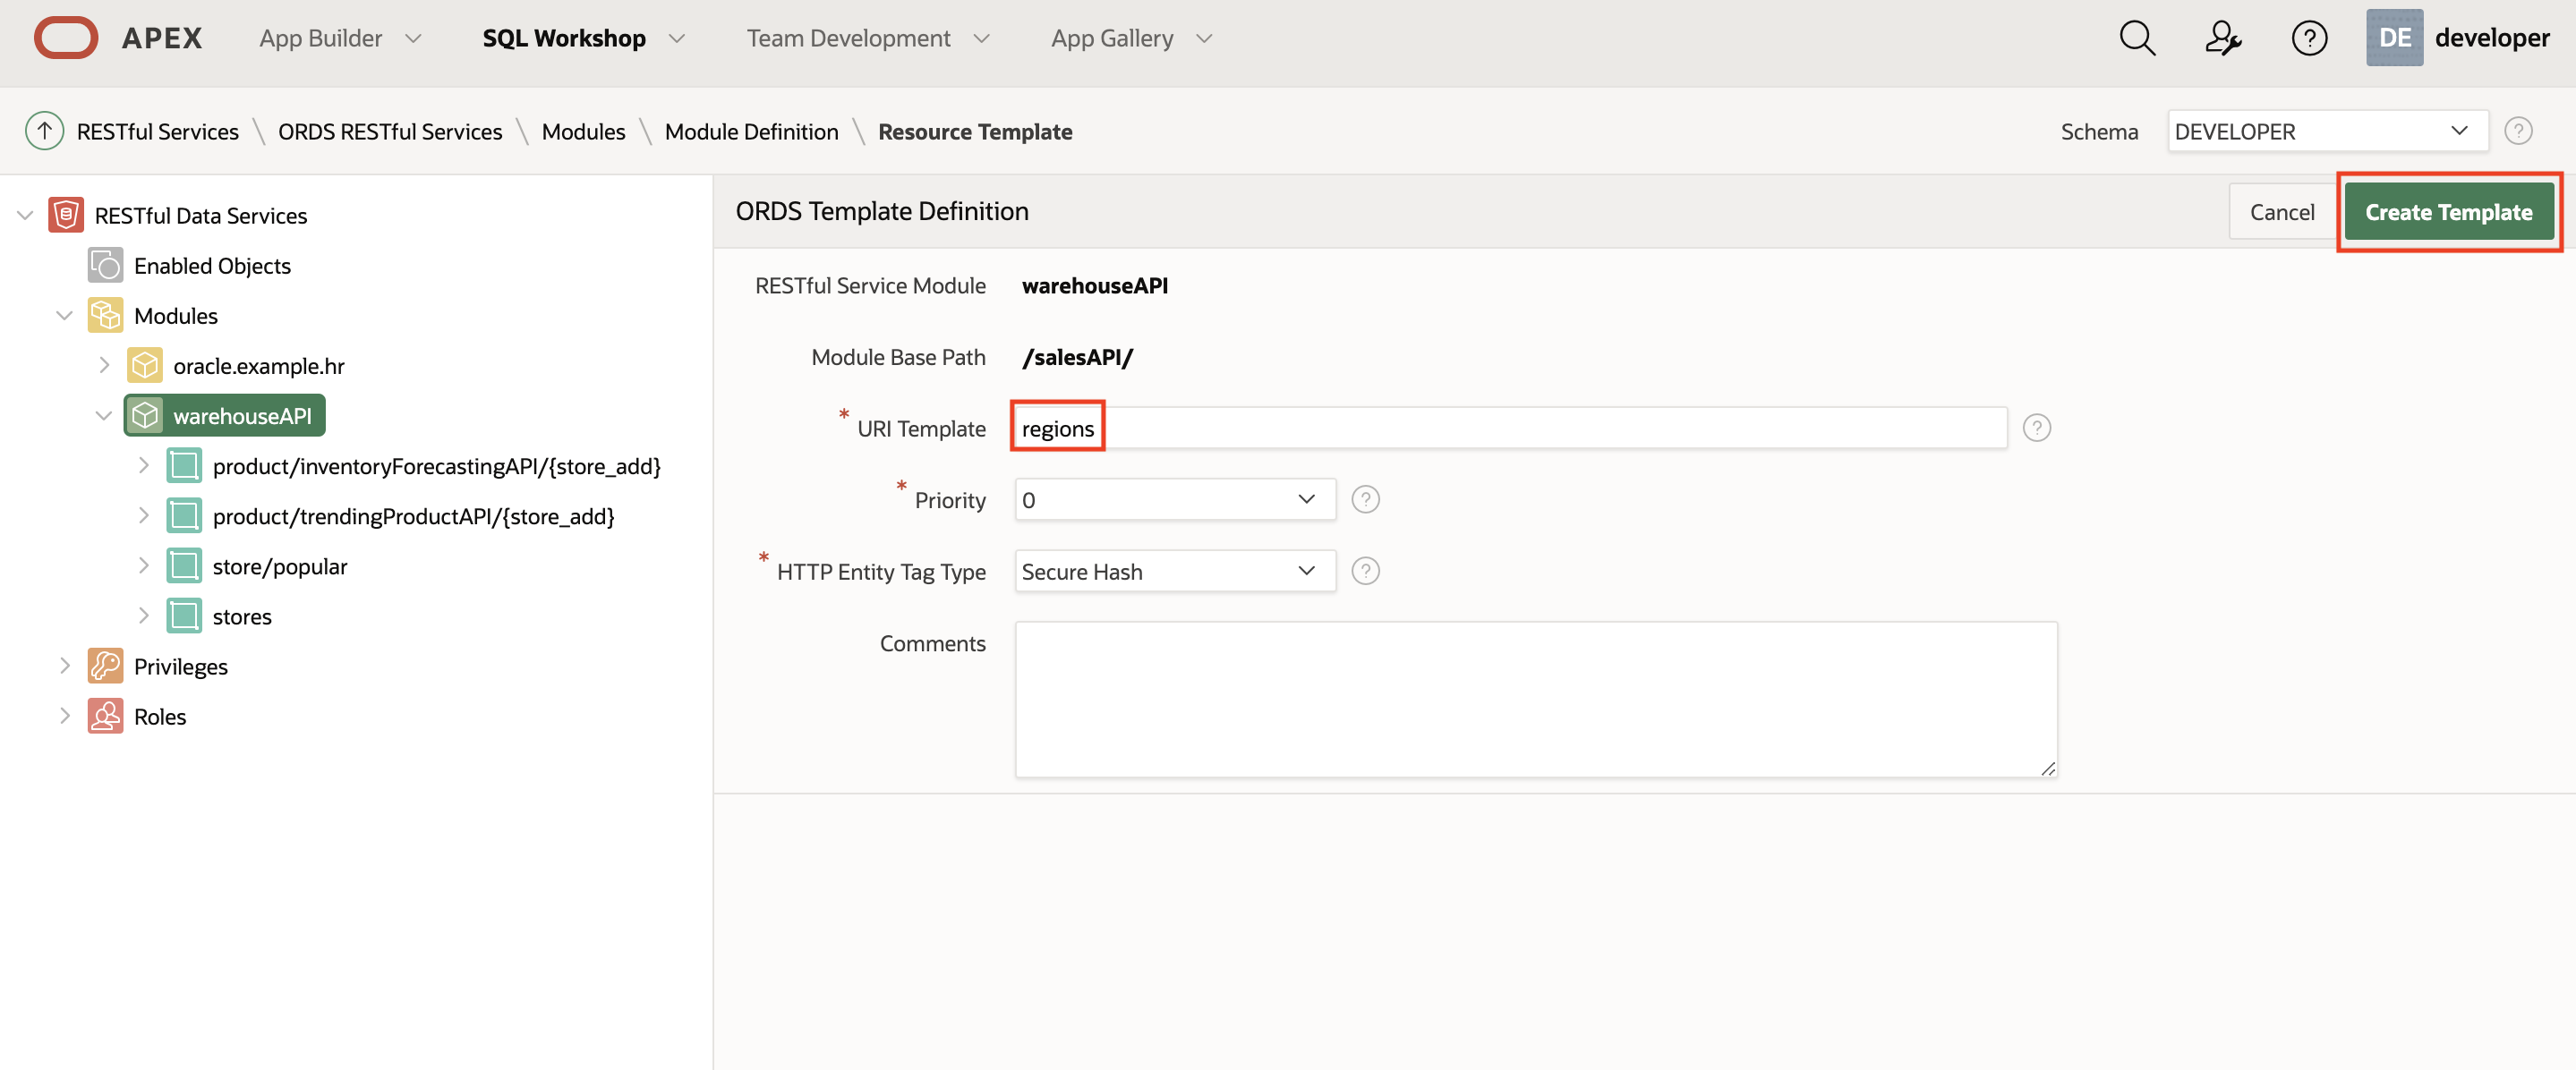 APEX App Builder SQL Workshop Team Development App Gallery DE developer
RESTful Services \ ORDS RESTful Services \ Modules \ Module Definition \ Resource Template Schema DEVELOPER ?
RESTful Data Services
Enabled Objects
Modules
oracle.example.hr
warehouseAPI
product/inventoryForecastingAPI/{store_add}
product/trendingProductAPI/{store_add}
store/popular
stores
Privileges
Roles
ORDS Template Definition Cancel Create Template
RESTful Service Module warehouseAPI
Module Base Path /salesAPI/
* URI Template regions ?
* Priority 0 ?
* HTTP Entity Tag Type Secure Hash ?
Comments